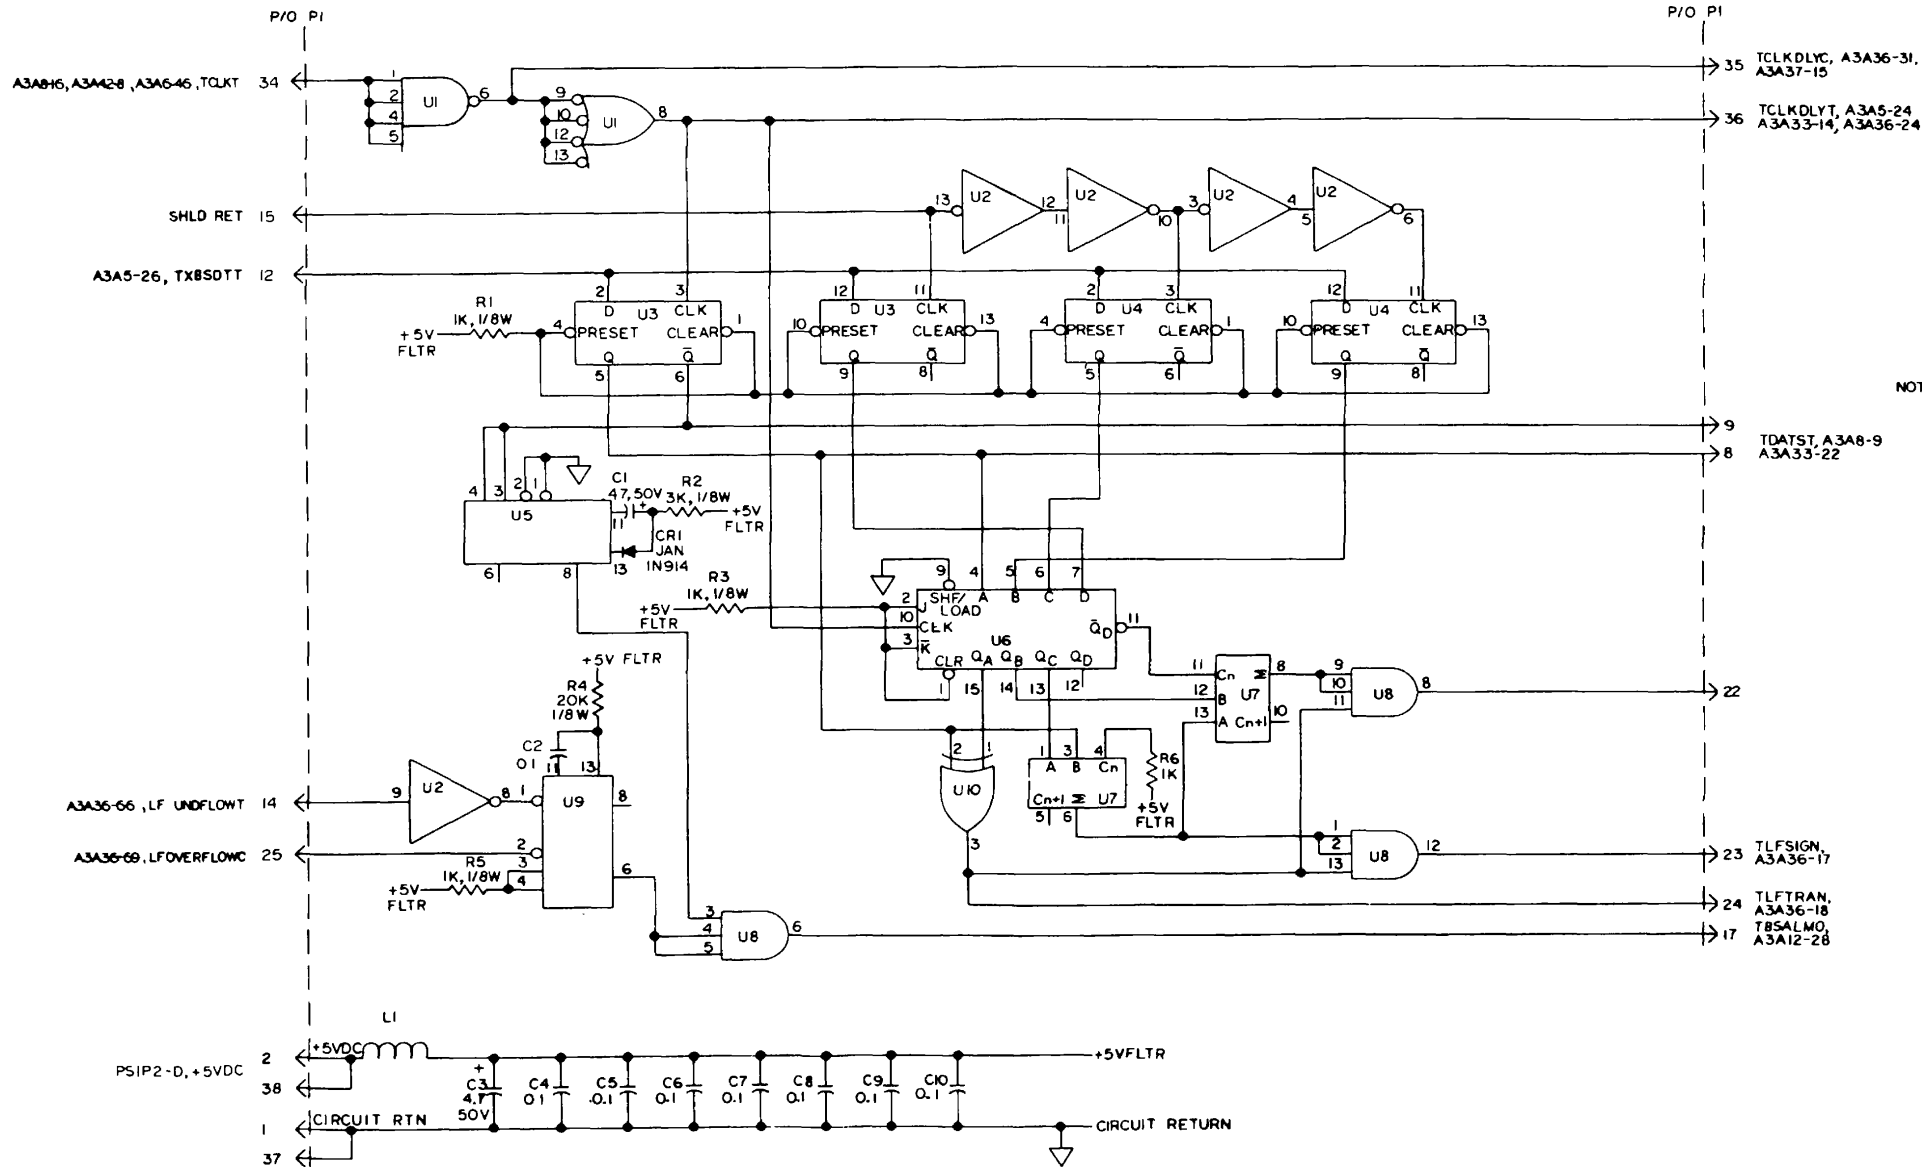 P/O P1
P/O P1
A3A8-16, A3A42-8, A3A6-46, TCLKT 34
1
2
4
5
U1
6
9
10
12
13
U1
8
35 TCLKDLYC, A3A36-31,
A3A37-15
36 TCLKDLYT, A3A5-24
A3A33-14, A3A36-24
SHLD RET 15
13 U2 12
11 U2 10
3 U2 4
5 U2 6
A3A5-26, TXBSDTT 12
R1
1K, 1/8W
+5V
FLTR
2 3
D U3 CLK
4 PRESET CLEAR 1
Q Q̅
5 6
12 11
D U3 CLK
10 PRESET CLEAR 13
Q Q̅
9 8
2 3
D U4 CLK
4 PRESET CLEAR 1
Q Q̅
5 6
12 11
D U4 CLK
10 PRESET CLEAR 13
Q Q̅
9 8
NOT
9
8
TDATST, A3A8-9
A3A33-22
4 3 2 1
U5
C1
47, 50V
+
11
R2
3K, 1/8W
+5V
FLTR
CR1
JAN
1N914
13
6 8
R3
1K, 1/8W
+5V
FLTR
9 4 5 6 7
SHF/
LOAD
A B C D
2 J
10 CLK
3 K̅
U6
Q̅D 11
CLR QA QB QC QD
1 15 14 13 12
+5V FLTR
R4
20K
1/8W
C2
0.1
11 13
11 Cn Σ 8
12 B U7
13 A Cn+1 10
9
10
11
U8
8
22
2 1
U10
3
1 3 4
A B Cn
Cn+1 Σ U7
5 6
R6
1K
+5V
FLTR
A3A36-66, LF UNDFLOWT 14
9 U2 8
1
U9
8
2
3
4
6
A3A36-69, LFOVERFLOWC 25
R5
1K, 1/8W
+5V
FLTR
1
2
13
U8
12
23 TLFSIGN,
A3A36-17
24 TLFTRAN,
A3A36-18
3
4
5
U8
6
17 TBSALMO,
A3A12-28
L1
+5VDC
PS1P2-D, +5VDC
2
38
+
C3
4.7
50V
C4
0.1
C5
.0.1
C6
0.1
C7
0.1
C8
0.1
C9
0.1
C10
0.1
+5VFLTR
1
CIRCUIT RTN
37
CIRCUIT RETURN